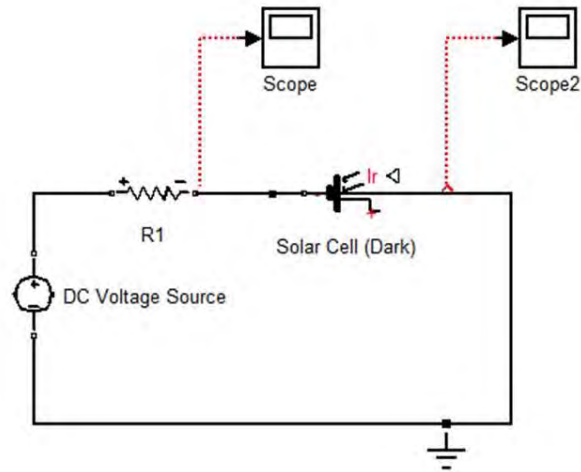 Scope
Scope2
Ir
R1
Solar Cell (Dark)
DC Voltage Source